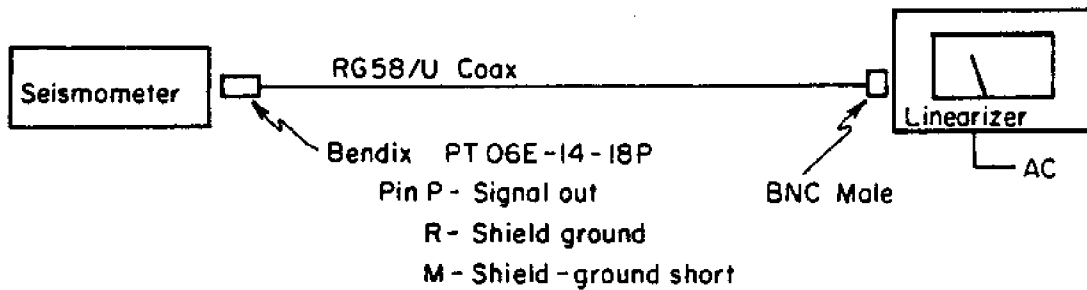 RG58/U Coax
Seismometer
Linearizer
Bendix PT 06E-14-18P
AC
Pin P - Signal out
BNC Male
R - Shield ground
M - Shield - ground short